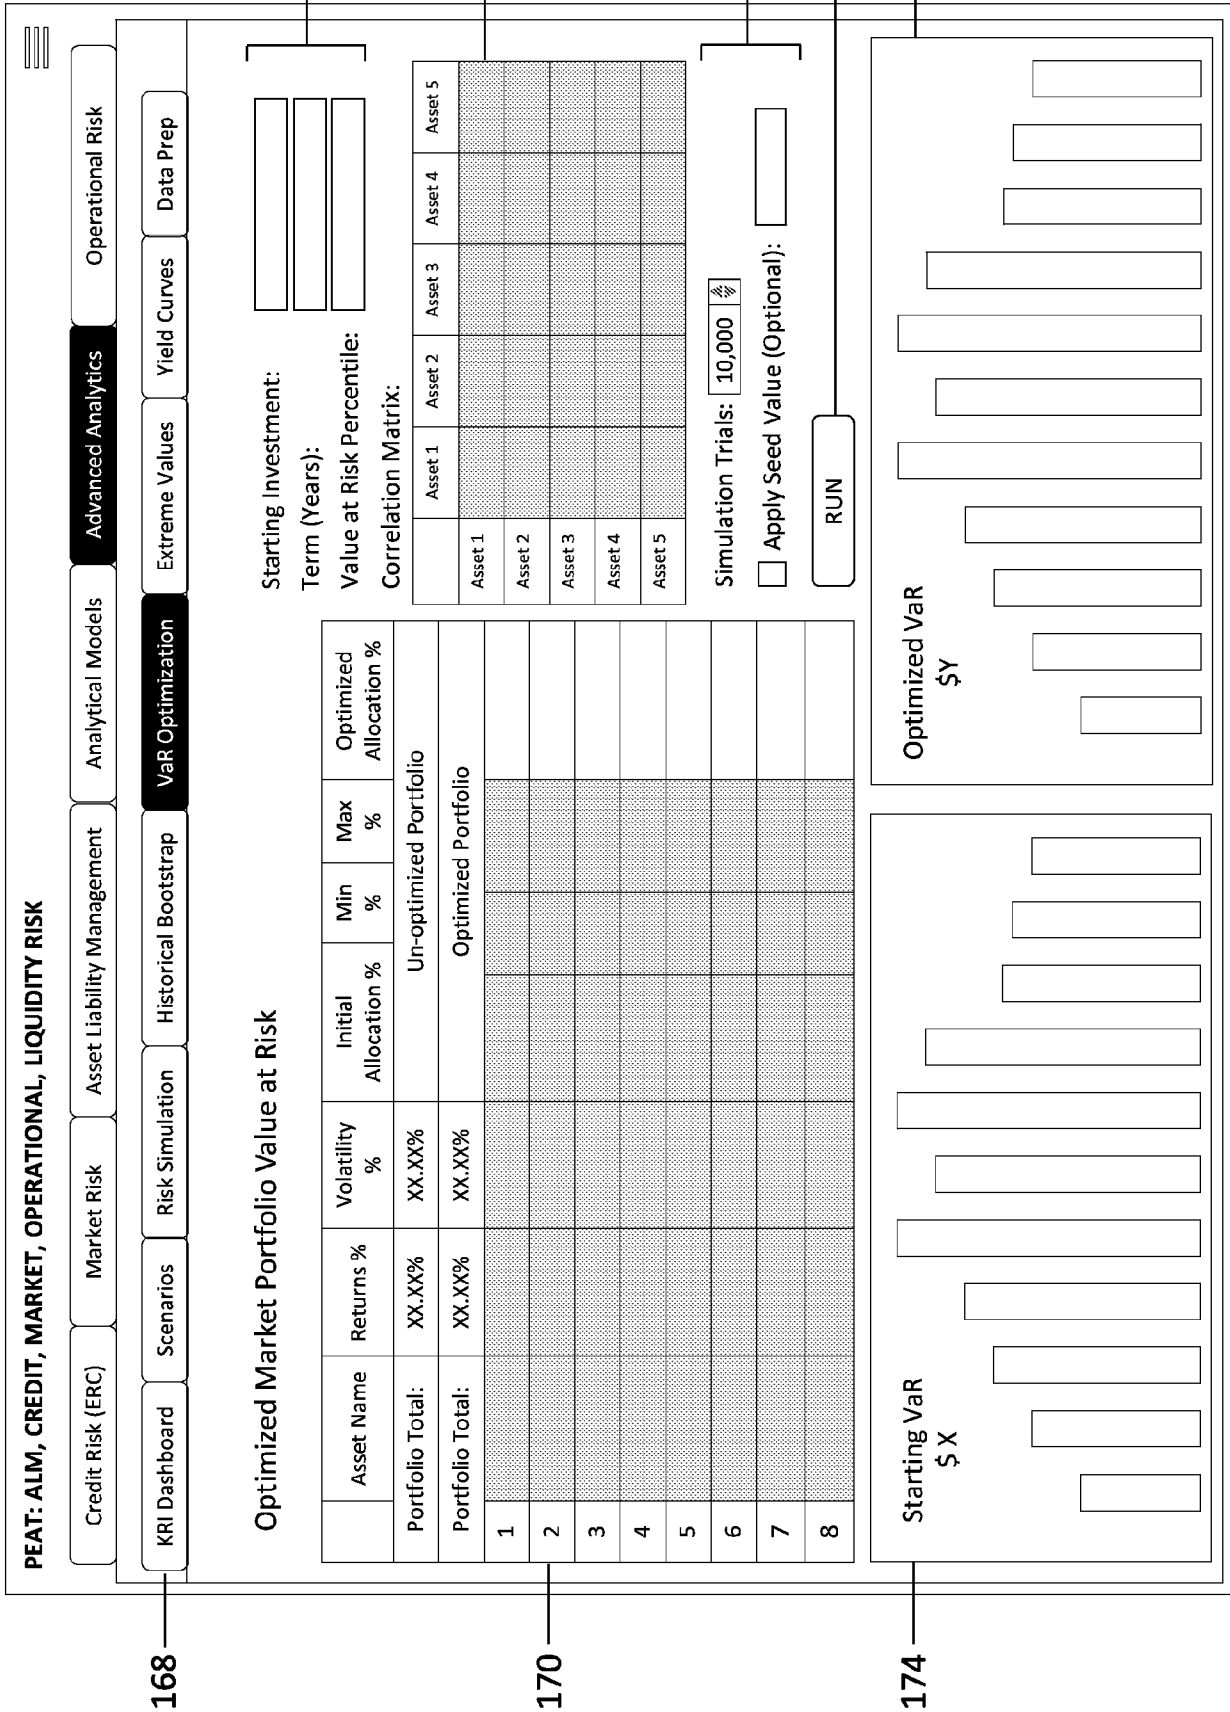 PEAT: ALM, CREDIT, MARKET, OPERATIONAL, LIQUIDITY RISK
Credit Risk (ERC) Market Risk Asset Liability Management Analytical Models Advanced Analytics Operational Risk
168
KRI Dashboard Scenarios Risk Simulation Historical Bootstrap VaR Optimization Extreme Values Yield Curves Data Prep
Optimized Market Portfolio Value at Risk
Asset Name Returns % Volatility % Initial Allocation % Min % Max % Optimized Allocation %
Portfolio Total: XX.XX% XX.XX% Un-optimized Portfolio
Portfolio Total: XX.XX% XX.XX% Optimized Portfolio
1
2
3
4
5
6
7
8
170
Starting Investment:
Term (Years):
Value at Risk Percentile:
Correlation Matrix:
Asset 1 Asset 2 Asset 3 Asset 4 Asset 5
Asset 1
Asset 2
Asset 3
Asset 4
Asset 5
Simulation Trials: 10,000
Apply Seed Value (Optional):
RUN
174
Starting VaR
$ X
Optimized VaR
$Y